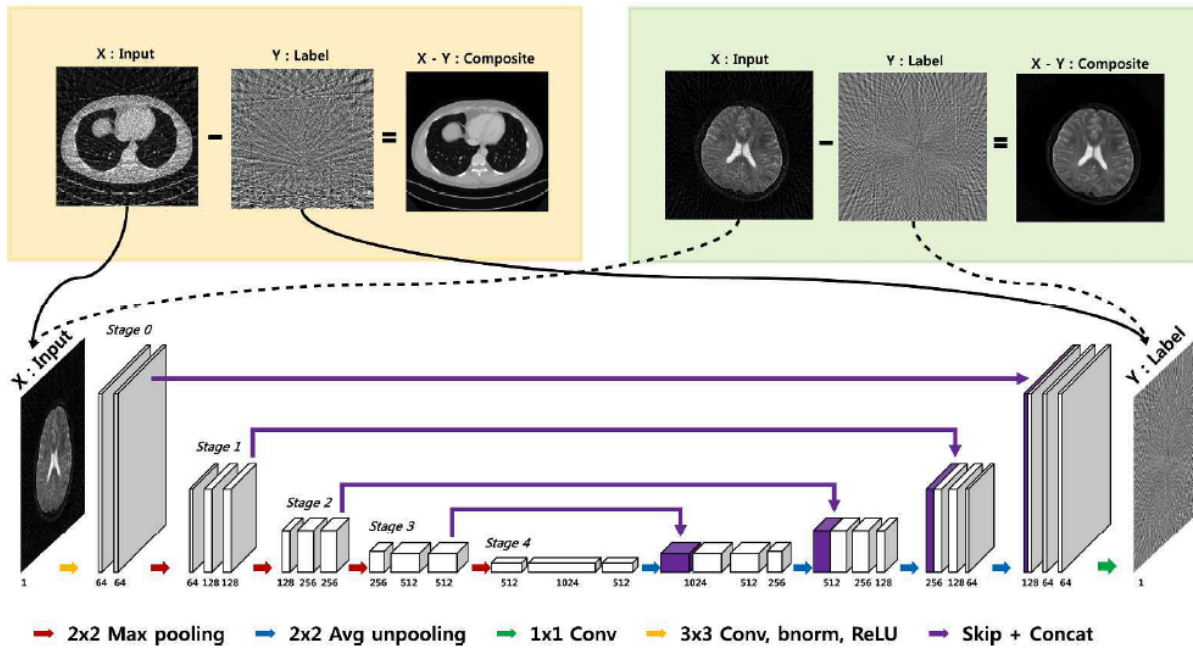 X : Input
Y : Label
X - Y : Composite
X : Input
Y : Label
X - Y : Composite
-
=
-
=
X : Input
Stage 0
Stage 1
Stage 2
Stage 3
Stage 4
Y : Label
1
64 64
64 128 128
128 256 256
256 512 512
512 1024 512
1024 512 256
512 256 128
256 128 64
128 64 64
1
2x2 Max pooling
2x2 Avg unpooling
1x1 Conv
3x3 Conv, bnorm, ReLU
Skip + Concat